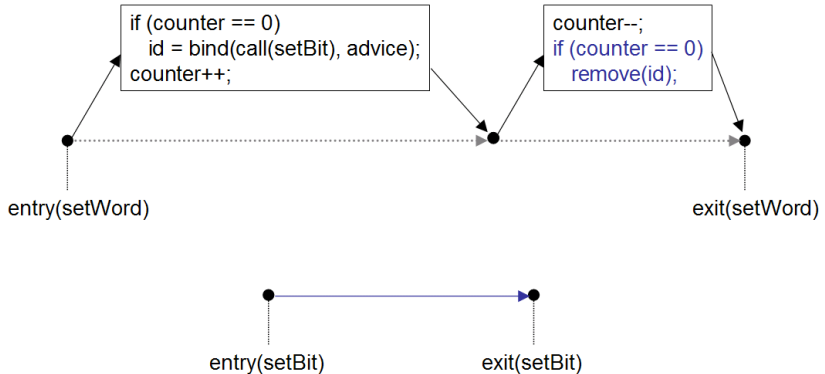 if (counter == 0)
id = bind(call(setBit), advice);
counter++;
counter--;
if (counter == 0)
remove(id);
entry(setWord)
exit(setWord)
entry(setBit)
exit(setBit)